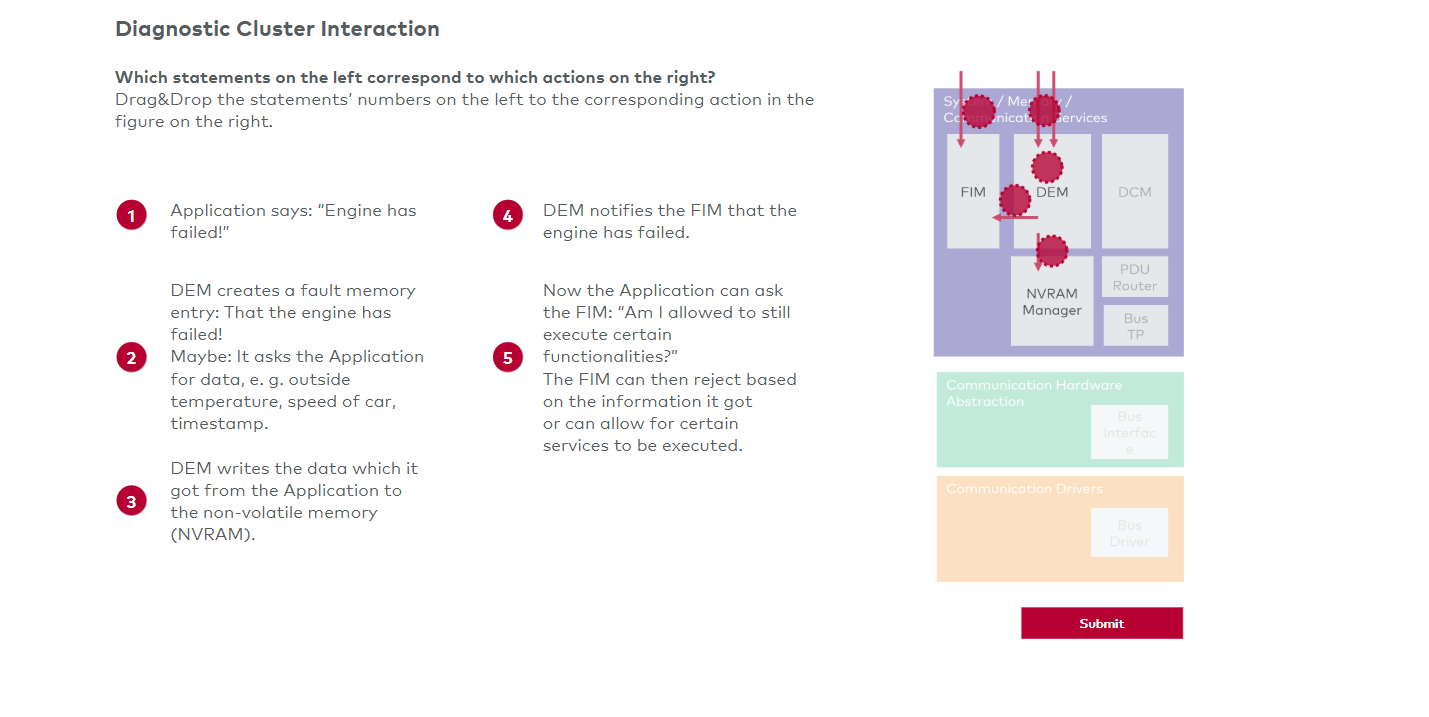 Diagnostic Cluster Interaction
Which statements on the left correspond to which actions on the right?
Drag&Drop the statements’ numbers on the left to the corresponding action in the
figure on the right.
1
Application says: “Engine has
failed!”
2
DEM creates a fault memory
entry: That the engine has
failed!
Maybe: It asks the Application
for data, e. g. outside
temperature, speed of car,
timestamp.
3
DEM writes the data which it
got from the Application to
the non-volatile memory
(NVRAM).
4
DEM notifies the FIM that the
engine has failed.
5
Now the Application can ask
the FIM: “Am I allowed to still
execute certain
functionalities?”
The FIM can then reject based
on the information it got
or can allow for certain
services to be executed.
/ /
Services
FIM
DEM
DCM
NVRAM
Manager
PDU
Router
Bus
TP
Communication Hardware
Abstraction
Bus
Interfac
e
Communication Drivers
Bus
Driver
Submit